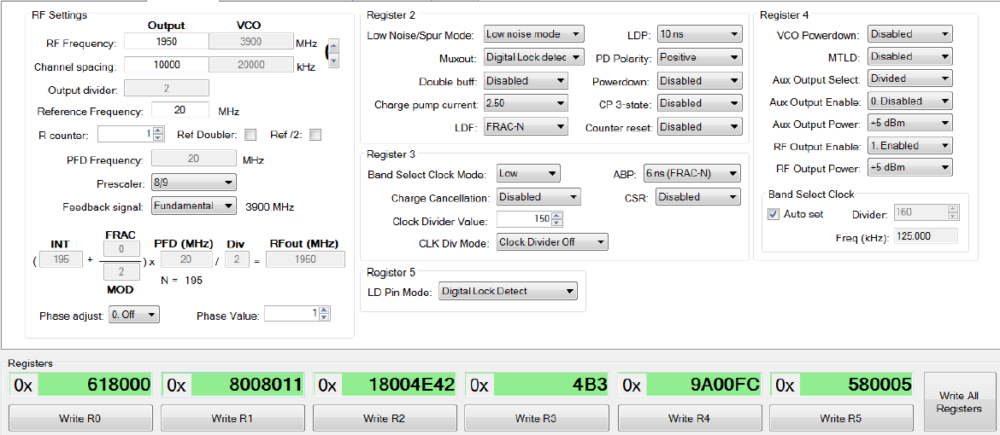 RF Settings
Output VCO
RF Frequency: 1950 3900 MHz
Channel spacing: 10000 20000 kHz
Output divider: 2
Reference Frequency: 20 MHz
R counter: 1 Ref Doubler: Ref /2:
PFD Frequency: 20 MHz
Prescaler: 8/9
Feedback signal: Fundamental 3900 MHz
INT FRAC PFD (MHz) Div RFout (MHz)
( 195 + 0 ) x 20 / 2 = 1950
2
MOD
N = 195
Phase adjust: 0. Off Phase Value: 1
Register 2
Low Noise/Spur Mode: Low noise mode LDP: 10 ns
Muxout: Digital Lock detec PD Polarity: Positive
Double buff: Disabled Powerdown: Disabled
Charge pump current: 2.50 CP 3-state: Disabled
LDF: FRAC-N Counter reset: Disabled
Register 3
Band Select Clock Mode: Low ABP: 6 ns (FRAC-N)
Charge Cancellation: Disabled CSR: Disabled
Clock Divider Value: 150
CLK Div Mode: Clock Divider Off
Register 5
LD Pin Mode: Digital Lock Detect
Register 4
VCO Powerdown: Disabled
MTLD: Disabled
Aux Output Select: Divided
Aux Output Enable: 0. Disabled
Aux Output Power: +5 dBm
RF Output Enable: 1. Enabled
RF Output Power: +5 dBm
Band Select Clock
Auto set Divider: 160
Freq (kHz): 125.000
Registers
0x 618000 0x 8008011 0x 18004E42 0x 4B3 0x 9A00FC 0x 580005
Write R0 Write R1 Write R2 Write R3 Write R4 Write R5 Write All Registers